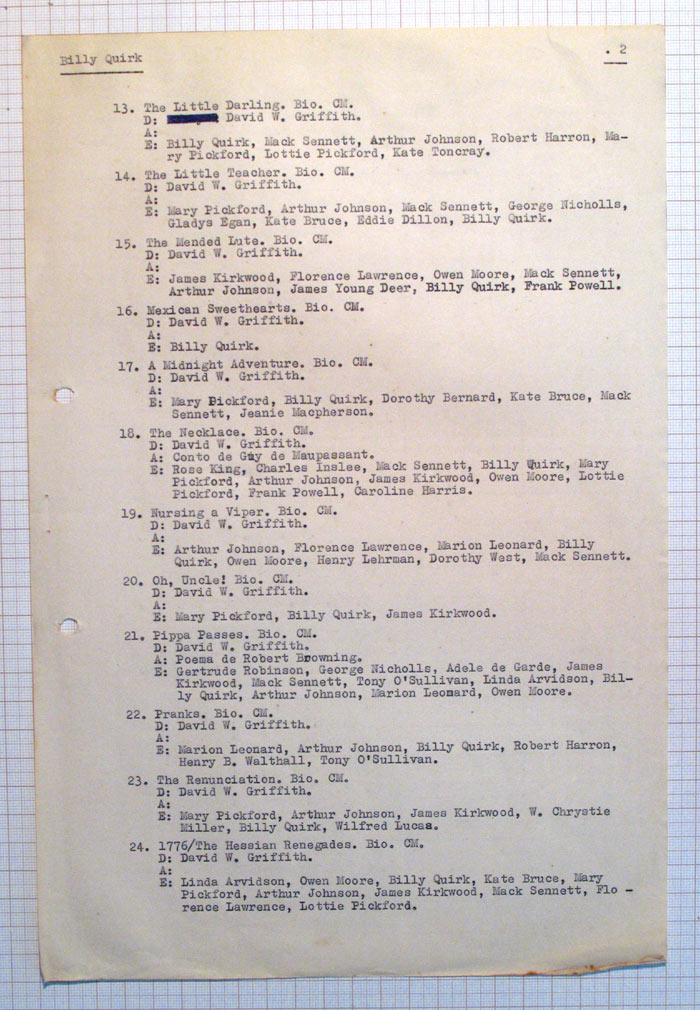 Billy Quirk
. 2
13. The Little Darling. Bio. CM.
D: David W. Griffith.
A:
E: Billy Quirk, Mack Sennett, Arthur Johnson, Robert Harron, Ma-
ry Pickford, Lottie Pickford, Kate Toncray.
14. The Little Teacher. Bio. CM.
D: David W. Griffith.
A:
E: Mary Pickford, Arthur Johnson, Mack Sennett, George Nicholls,
Gladys Egan, Kate Bruce, Eddie Dillon, Billy Quirk.
15. The Mended Lute. Bio. CM.
D: David W. Griffith.
A:
E: James Kirkwood, Florence Lawrence, Owen Moore, Mack Sennett,
Arthur Johnson, James Young Deer, Billy Quirk, Frank Powell.
16. Mexican Sweethearts. Bio. CM.
D: David W. Griffith.
A:
E: Billy Quirk.
17. A Midnight Adventure. Bio. CM.
D: David W. Griffith.
A:
E: Mary Pickford, Billy Quirk, Dorothy Bernard, Kate Bruce, Mack
Sennett, Jeanie Macpherson.
18. The Necklace. Bio. CM.
D: David W. Griffith.
A: Conto de Guy de Maupassant.
E: Rose King, Charles Inslee, Mack Sennett, Billy Quirk, Mary
Pickford, Arthur Johnson, James Kirkwood, Owen Moore, Lottie
Pickford, Frank Powell, Caroline Harris.
19. Nursing a Viper. Bio. CM.
D: David W. Griffith.
A:
E: Arthur Johnson, Florence Lawrence, Marion Leonard, Billy
Quirk, Owen Moore, Henry Lehrman, Dorothy West, Mack Sennett.
20. Oh, Uncle! Bio. CM.
D: David W. Griffith.
A:
E: Mary Pickford, Billy Quirk, James Kirkwood.
21. Pippa Passes. Bio. CM.
D: David W. Griffith.
A: Poema de Robert Browning.
E: Gertrude Robinson, George Nicholls, Adele de Garde, James
Kirkwood, Mack Sennett, Tony O'Sullivan, Linda Arvidson, Bil-
ly Quirk, Arthur Johnson, Marion Leonard, Owen Moore.
22. Pranks. Bio. CM.
D: David W. Griffith.
A:
E: Marion Leonard, Arthur Johnson, Billy Quirk, Robert Harron,
Henry B. Walthall, Tony O'Sullivan.
23. The Renunciation. Bio. CM.
D: David W. Griffith.
A:
E: Mary Pickford, Arthur Johnson, James Kirkwood, W. Chrystie
Miller, Billy Quirk, Wilfred Lucas.
24. 1776/The Hessian Renegades. Bio. CM.
D: David W. Griffith.
A:
E: Linda Arvidson, Owen Moore, Billy Quirk, Kate Bruce, Mary
Pickford, Arthur Johnson, James Kirkwood, Mack Sennett, Flo -
rence Lawrence, Lottie Pickford.